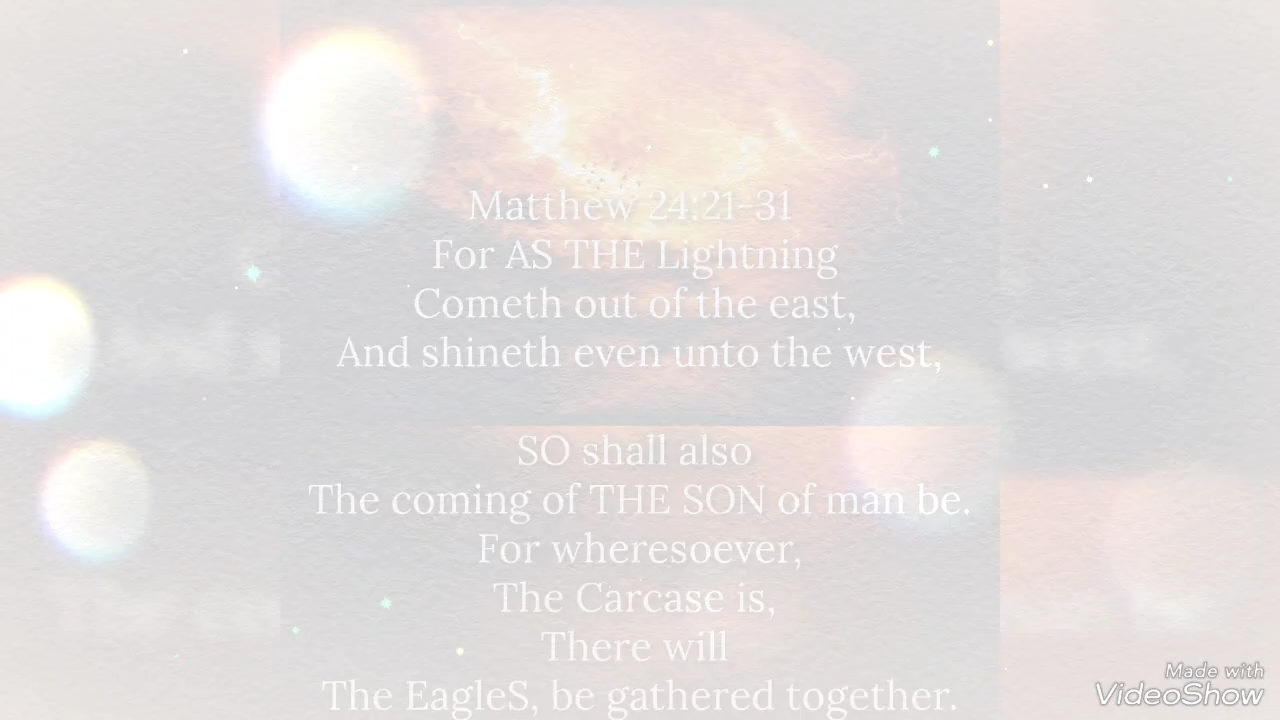 Matthew 24:21-31
For AS THE Lightning
Cometh out of the east,
And shineth even unto the west,
SO shall also
The coming of THE SON of man be.
For wheresoever,
The Carcase is,
There will
The EagleS, be gathered together.
Made with
VideoShow